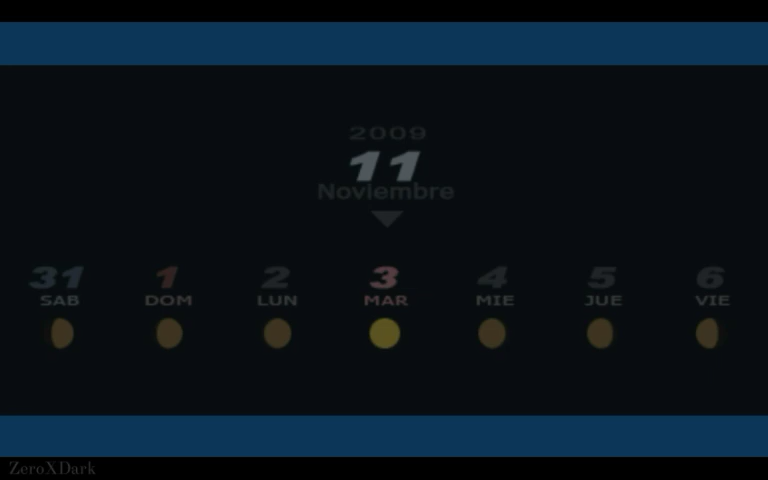 2009
11
Noviembre
31 1 2 3 4 5 6
SAB DOM LUN MAR MIE JUE VIE
ZeroXDark